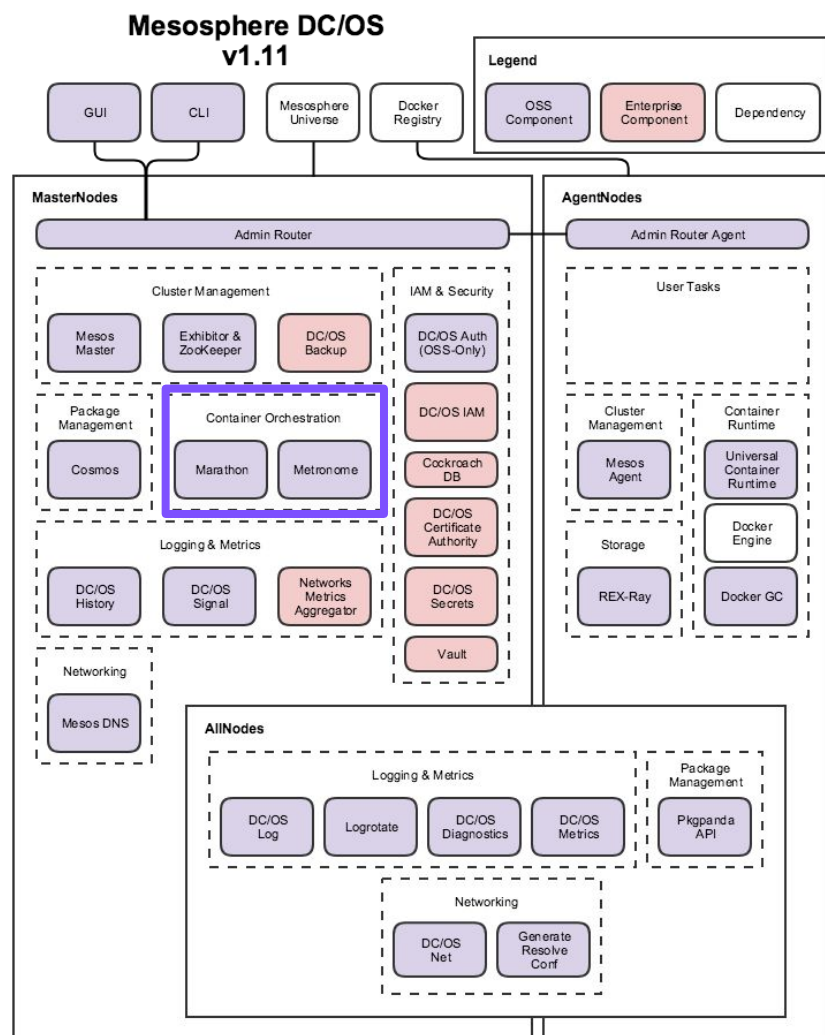 Mesosphere DC/OS
v1.11
Legend
OSS
Component
Enterprise
Component
Dependency
GUI
CLI
Mesosphere
Universe
Docker
Registry
MasterNodes
Admin Router
Cluster Management
Mesos
Master
Exhibitor &
ZooKeeper
DC/OS
Backup
Package
Management
Cosmos
Container Orchestration
Marathon
Metronome
Logging & Metrics
DC/OS
History
DC/OS
Signal
Networks
Metrics
Aggregator
Networking
Mesos DNS
IAM & Security
DC/OS Auth
(OSS-Only)
DC/OS IAM
Cockroach
DB
DC/OS
Certificate
Authority
DC/OS
Secrets
Vault
AgentNodes
Admin Router Agent
User Tasks
Cluster
Management
Mesos
Agent
Storage
REX-Ray
Container
Runtime
Universal
Container
Runtime
Docker
Engine
Docker GC
AllNodes
Logging & Metrics
DC/OS
Log
Logrotate
DC/OS
Diagnostics
DC/OS
Metrics
Package
Management
Pkgpanda
API
Networking
DC/OS
Net
Generate
Resolve
Conf